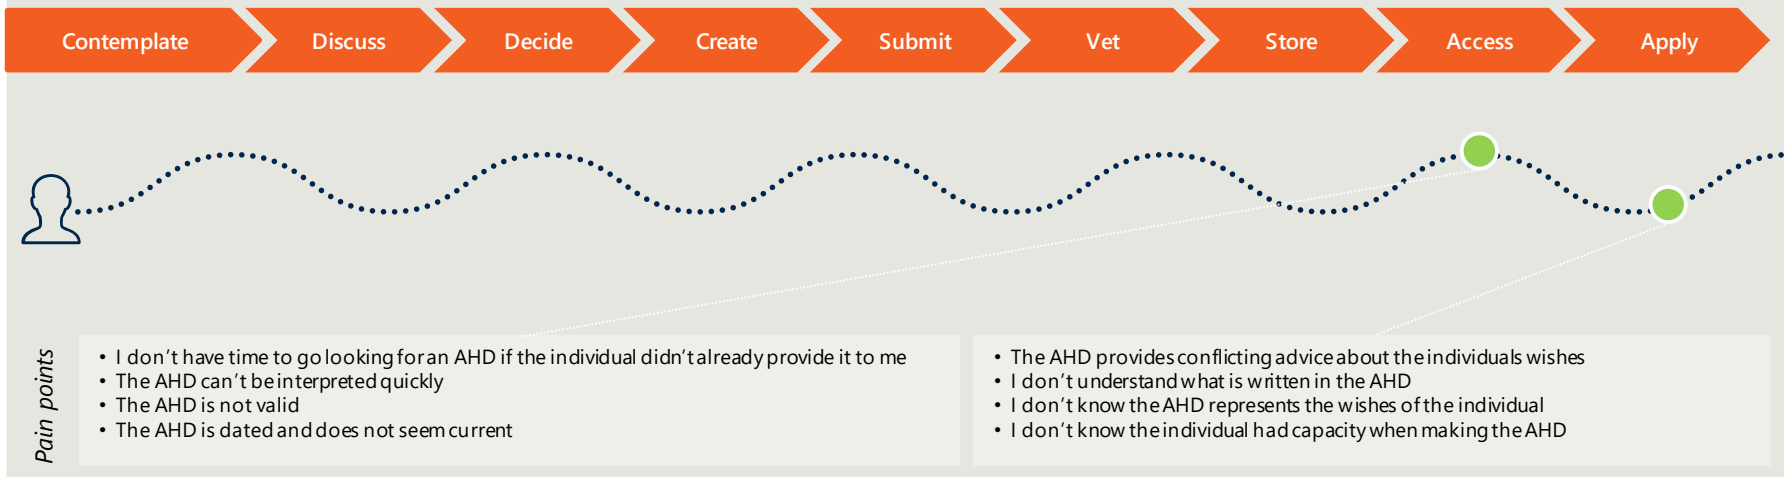 Contemplate
Discuss
Decide
Create
Submit
Vet
Store
Access
Apply
Pain points
• I don't have time to go looking for an AHD if the individual didn't already provide it to me
• The AHD can't be interpreted quickly
• The AHD is not valid
• The AHD is dated and does not seem current
• The AHD provides conflicting advice about the individuals wishes
• I don't understand what is written in the AHD
• I don't know the AHD represents the wishes of the individual
• I don't know the individual had capacity when making the AHD